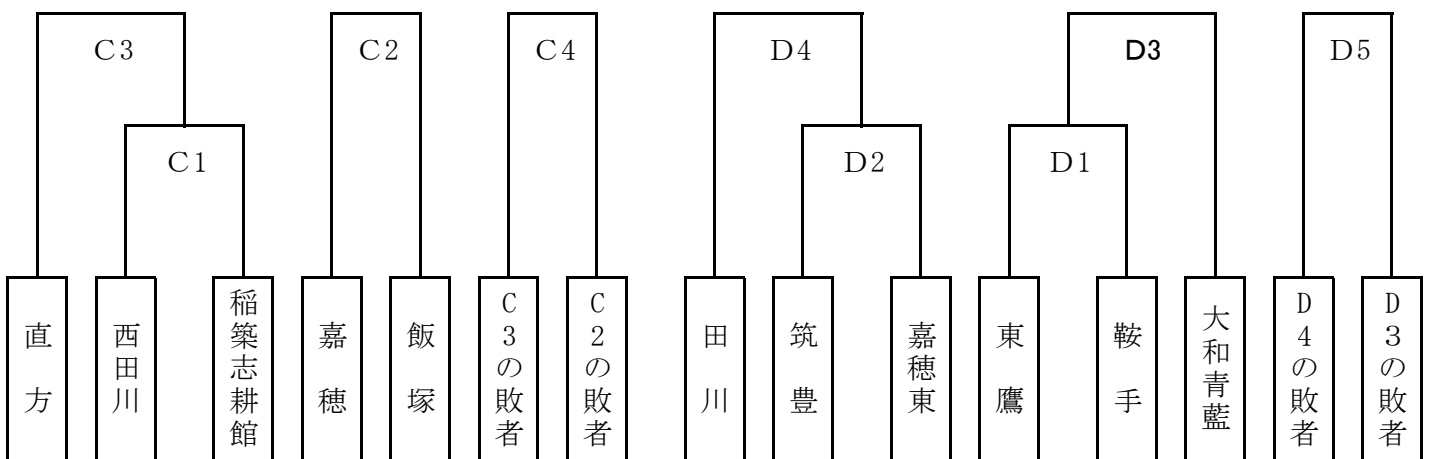 C3
C2
C4
D4
D3
D5
C1
D2
D1
直方
西田川
稲築志耕館
嘉穂
飯塚
C3の敗者
C2の敗者
田川
筑豊
嘉穂東
東鷹
鞍手
大和青藍
D4の敗者
D3の敗者